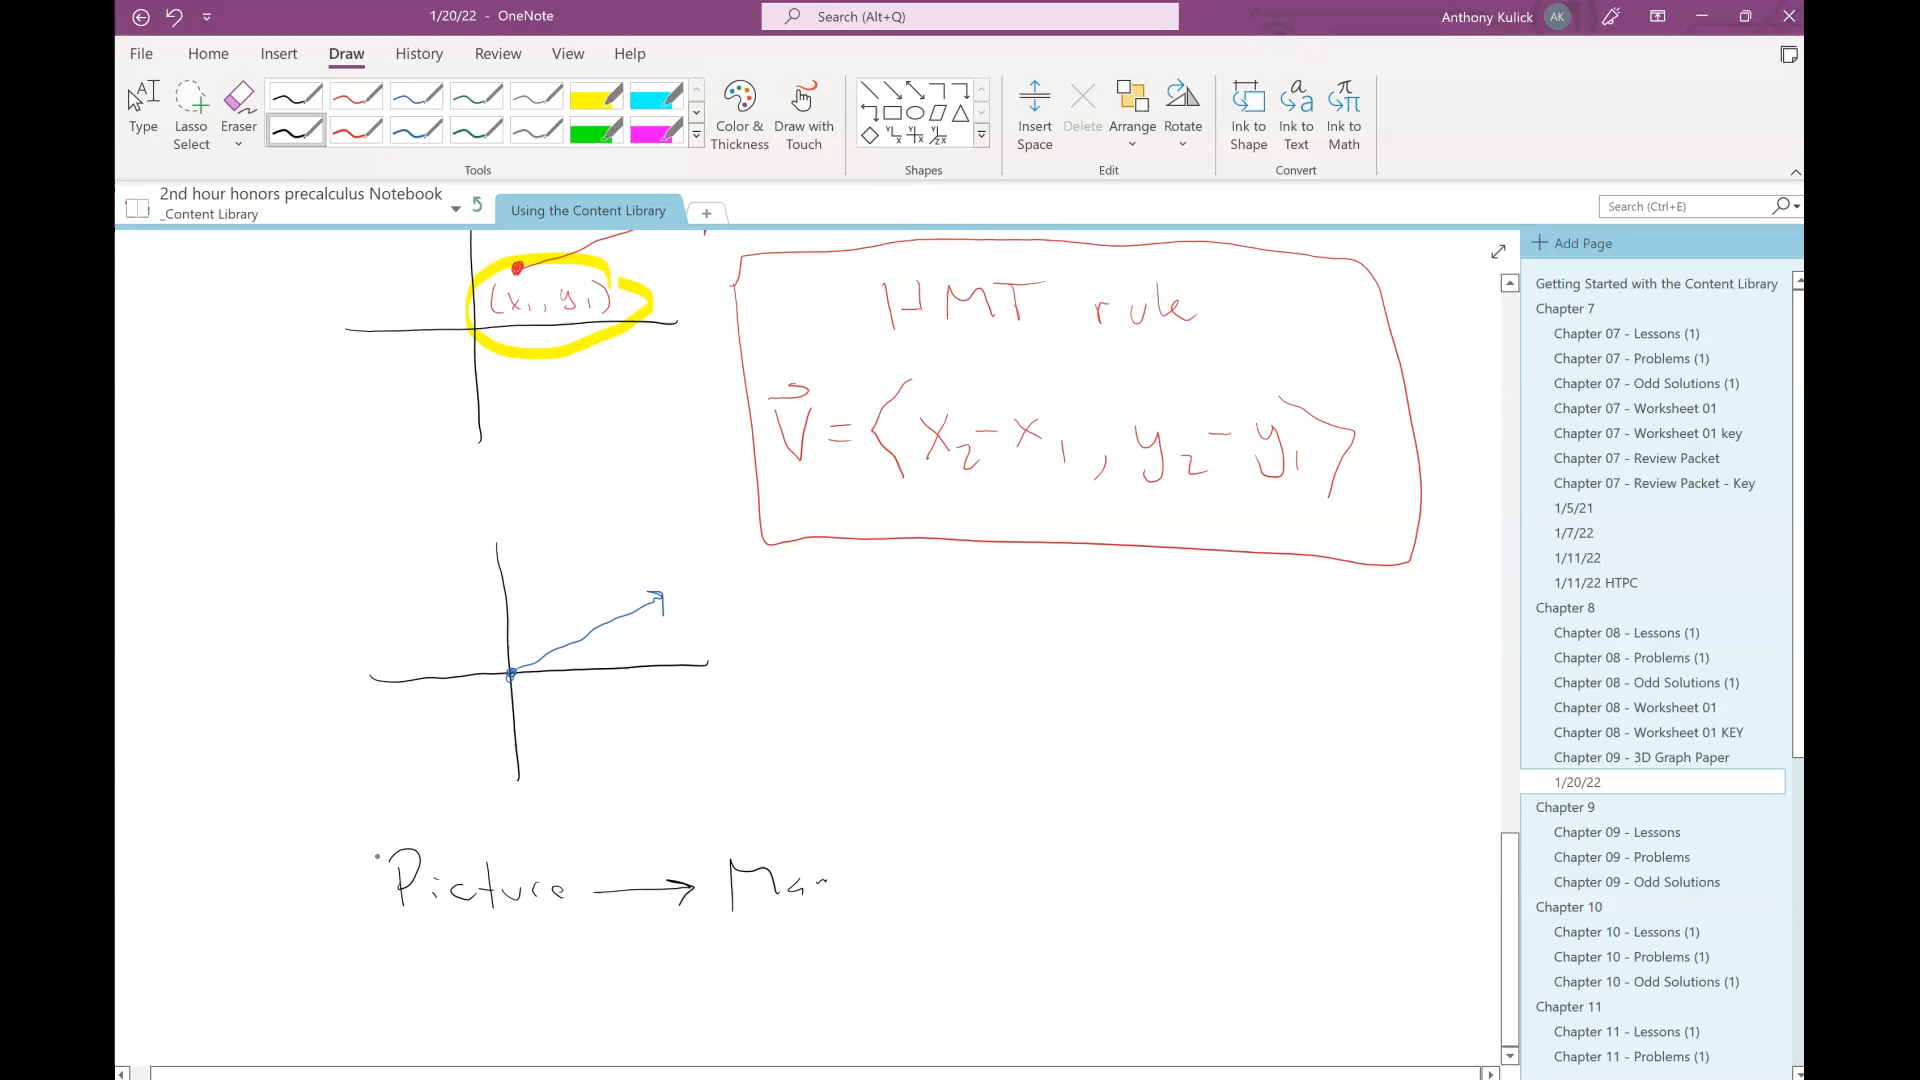 1/20/22 - OneNote
Search (Alt+Q)
Anthony Kulick
AK
File Home Insert Draw History Review View Help
Type
Lasso Select
Eraser
Color & Thickness
Draw with Touch
Insert Space
Delete
Arrange
Rotate
Ink to Shape
Ink to Text
Ink to Math
Tools
Shapes
Edit
Convert
2nd hour honors precalculus Notebook
_Content Library
Using the Content Library
Search (Ctrl+E)
Add Page
Getting Started with the Content Library
Chapter 7
Chapter 07 - Lessons (1)
Chapter 07 - Problems (1)
Chapter 07 - Odd Solutions (1)
Chapter 07 - Worksheet 01
Chapter 07 - Worksheet 01 key
Chapter 07 - Review Packet
Chapter 07 - Review Packet - Key
1/5/21
1/7/22
1/11/22
1/11/22 HTPC
Chapter 8
Chapter 08 - Lessons (1)
Chapter 08 - Problems (1)
Chapter 08 - Odd Solutions (1)
Chapter 08 - Worksheet 01
Chapter 08 - Worksheet 01 KEY
Chapter 09 - 3D Graph Paper
1/20/22
Chapter 9
Chapter 09 - Lessons
Chapter 09 - Problems
Chapter 09 - Odd Solutions
Chapter 10
Chapter 10 - Lessons (1)
Chapter 10 - Problems (1)
Chapter 10 - Odd Solutions (1)
Chapter 11
Chapter 11 - Lessons (1)
Chapter 11 - Problems (1)
(x₁, y₁)
HMT rule
V⃗ = ⟨x₂ - x₁, y₂ - y₁⟩
Picture → Ma